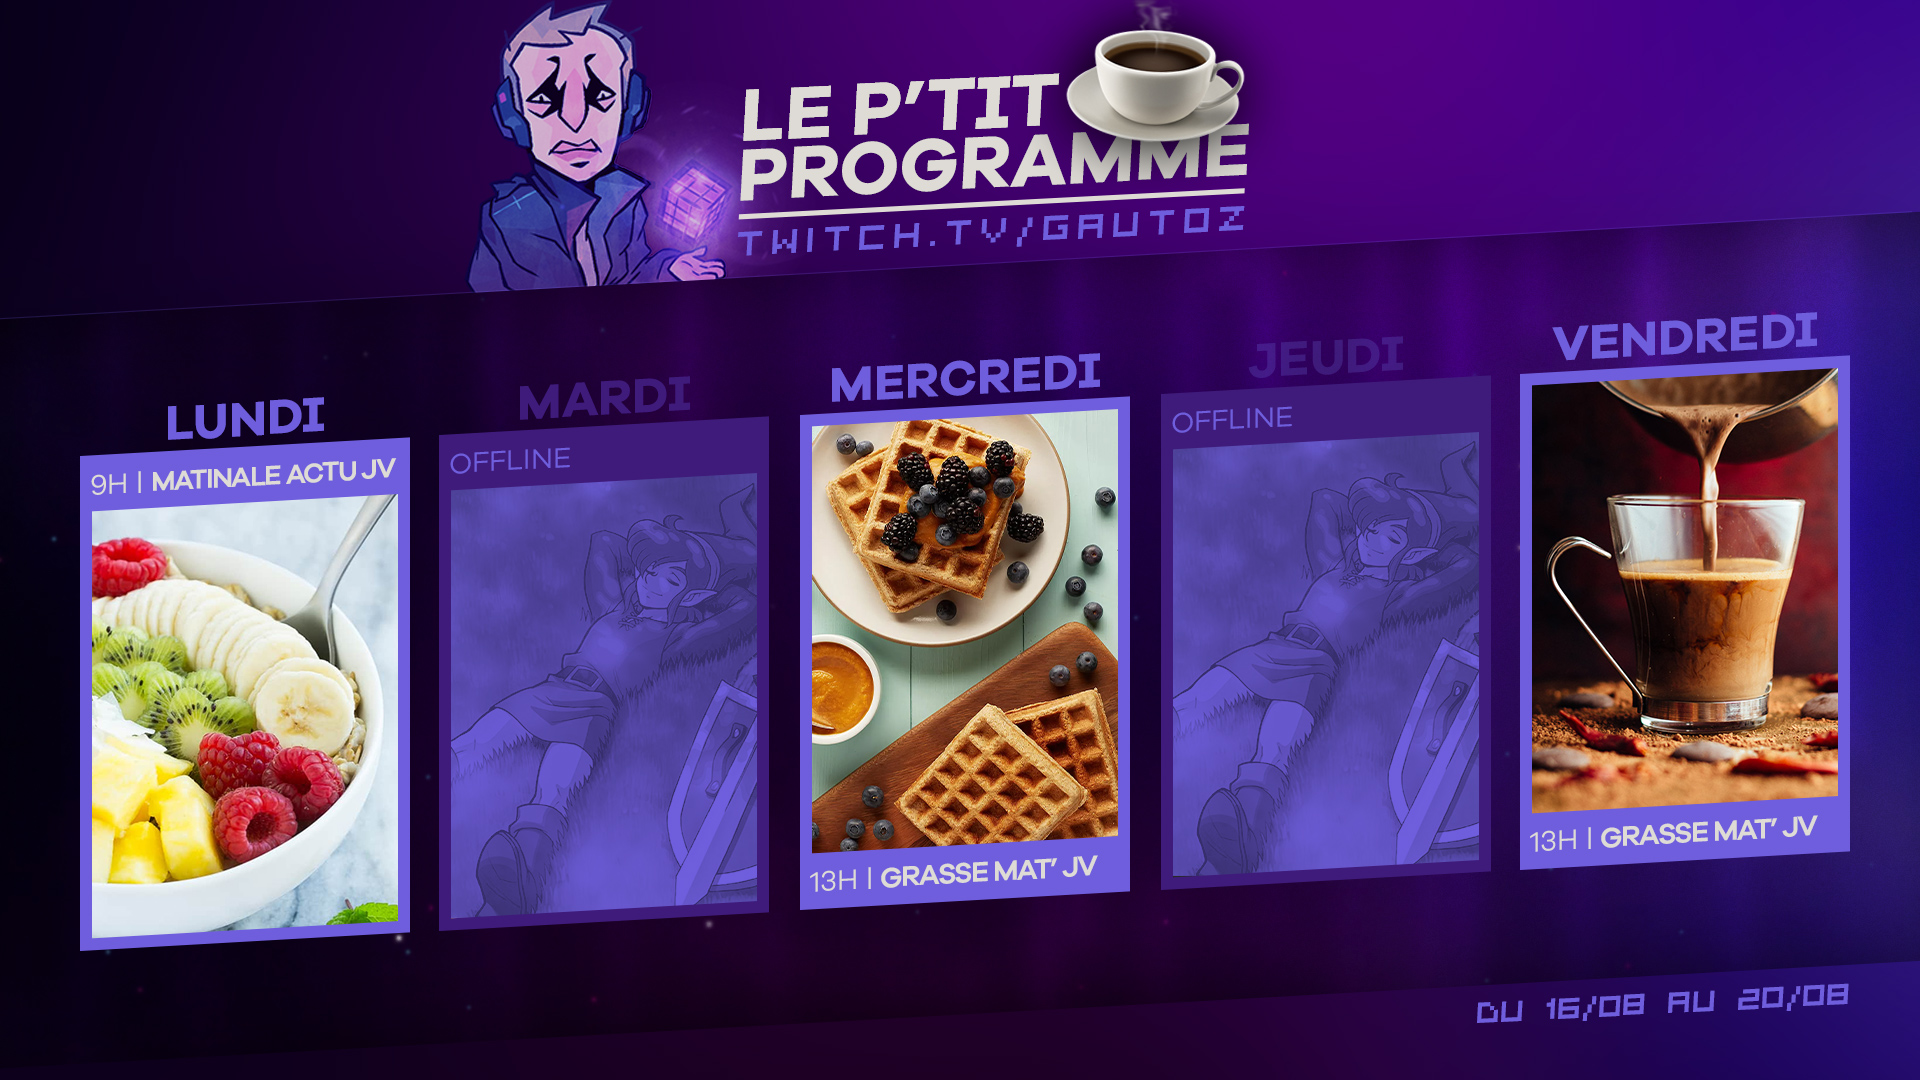 LE P'TIT
PROGRAMME
TWITCH.TV/GAUTOZ
LUNDI
9H | MATINALE ACTU JV
MARDI
OFFLINE
MERCREDI
13H | GRASSE MAT' JV
JEUDI
OFFLINE
VENDREDI
13H | GRASSE MAT' JV
DU 16/08 AU 20/08